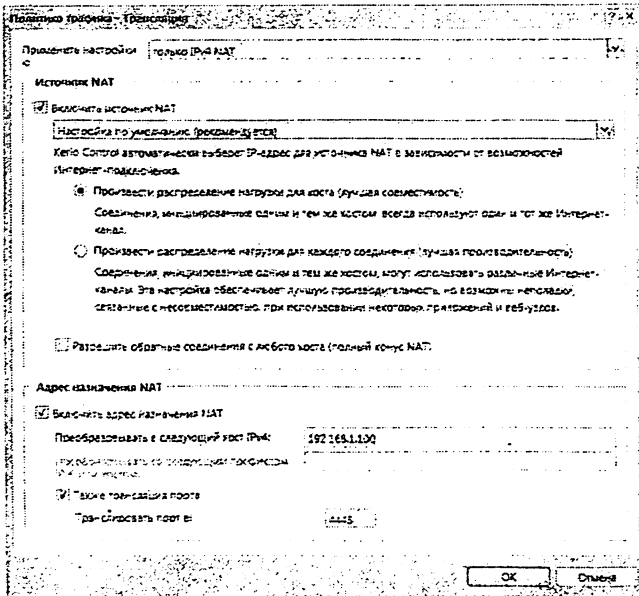 Политика трафика - Трансляция ? X
Применять настройки только IPv4 NAT
Источник NAT
Включить источник NAT
Настройка по умолчанию (рекомендуется)
Kerio Control автоматически выберет IP-адрес для источника NAT в зависимости от возможностей
Интернет-подключения.
Произвести распределение нагрузки для хоста (лучшая совместимость)
Соединения, инициированные одним и тем же хостом, всегда используют один и тот же Интернет-
канал.
Произвести распределение нагрузки для каждого соединения (лучшая производительность)
Соединения, инициированные одним и тем же хостом, могут использовать различные Интернет-
каналы. Эта настройка обеспечивает лучшую производительность, но возможны неполадки,
связанные с несовместимостью, при использовании некоторых приложений и веб-узлов.
Разрешить обратные соединения с любого хоста (полный конус NAT)
Адрес назначения NAT
Включить адрес назначения NAT
Преобразовывать в следующий хост IPv4: 192.168.1.100
Также трансляция порта
Транслировать порт в: 4445
OK Отмена